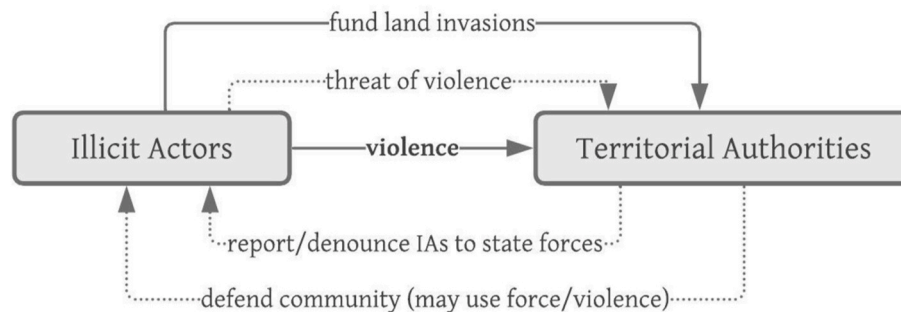 fund land invasions
threat of violence
Illicit Actors
violence
Territorial Authorities
report/denounce IAs to state forces
defend community (may use force/violence)